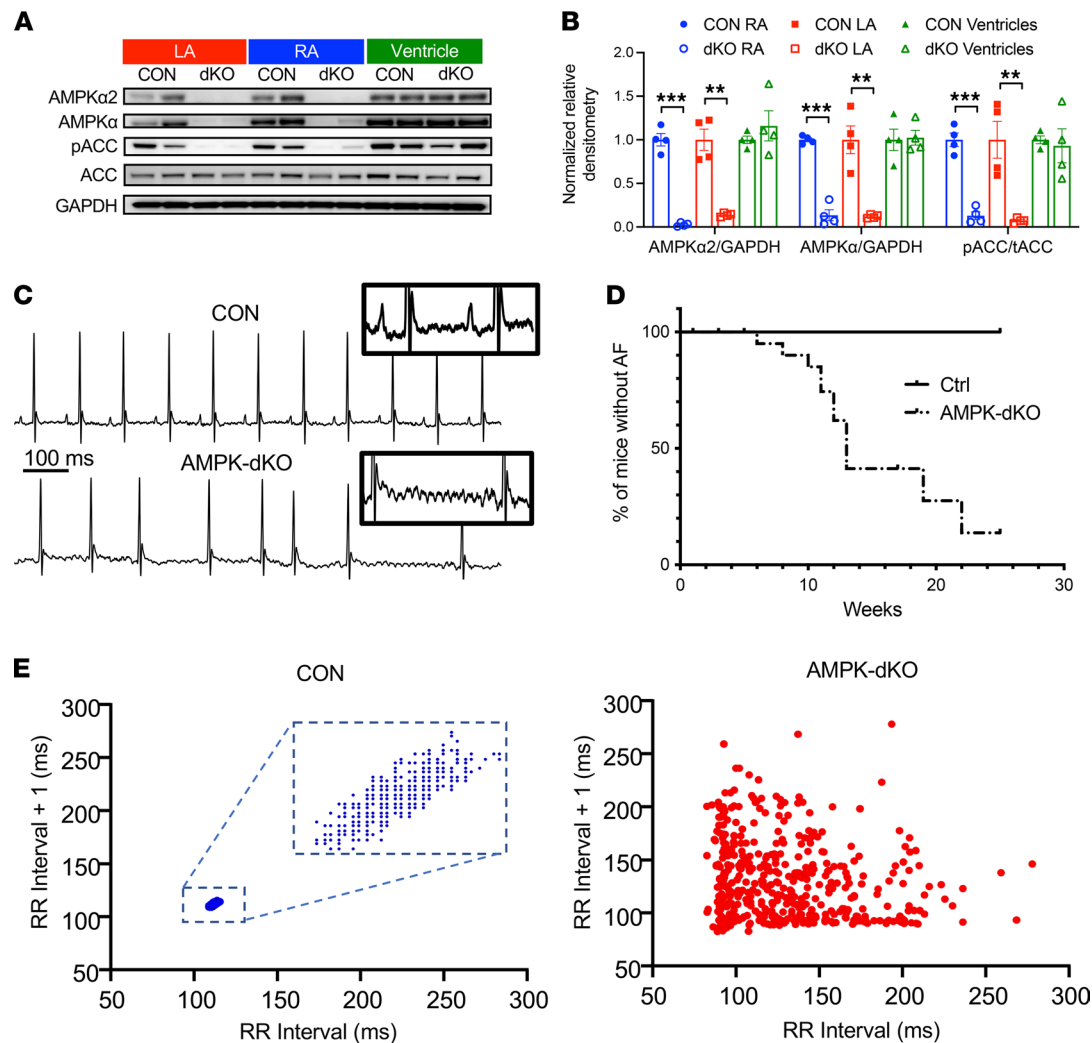 A
LA RA Ventricle
CON dKO CON dKO CON dKO
AMPKα2
AMPKα
pACC
ACC
GAPDH
B
CON RA CON LA CON Ventricles
dKO RA dKO LA dKO Ventricles
Normalized relative
densitometry
2.0
1.5
1.0
0.5
0.0
*** ** *** ** *** **
AMPKα2/GAPDH AMPKα/GAPDH pACC/tACC
C
CON
100 ms
AMPK-dKO
D
% of mice without AF
100
50
0
Ctrl
AMPK-dKO
0 10 20 30
Weeks
E
CON
RR Interval + 1 (ms)
300
250
200
150
100
50
50 100 150 200 250 300
RR Interval (ms)
AMPK-dKO
RR Interval + 1 (ms)
300
250
200
150
100
50
50 100 150 200 250 300
RR Interval (ms)